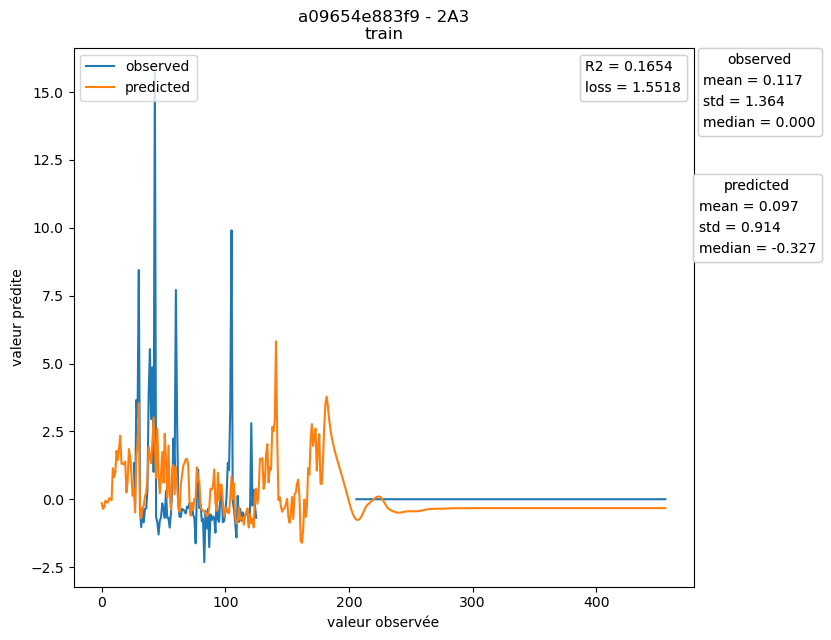 a09654e883f9 - 2A3
train
observed
predicted
R2 = 0.1654
loss = 1.5518
observed
mean = 0.117
std = 1.364
median = 0.000
predicted
mean = 0.097
std = 0.914
median = -0.327
valeur prédite
15.0
12.5
10.0
7.5
5.0
2.5
0.0
−2.5
0
100
200
300
400
valeur observée